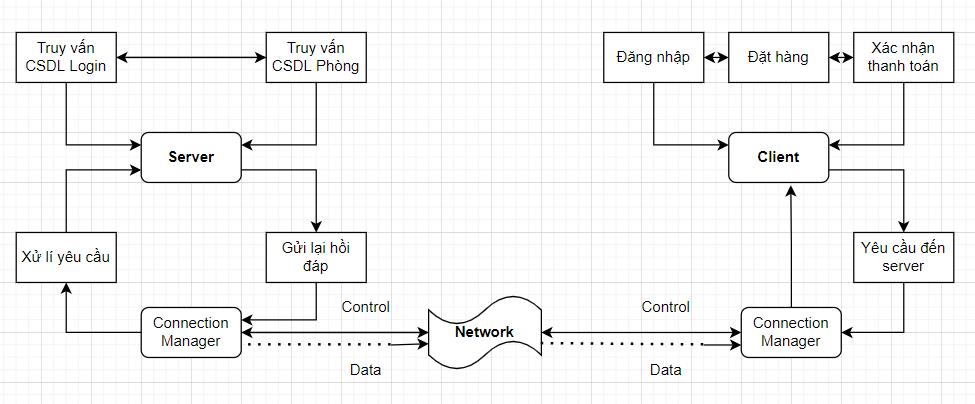 Truy vấn
CSDL Login
Truy vấn
CSDL Phòng
Đăng nhập
Đặt hàng
Xác nhận
thanh toán
Server
Client
Xử lí yêu cầu
Gửi lại hồi
đáp
Yêu cầu đến
server
Connection
Manager
Control
Data
Network
Control
Data
Connection
Manager